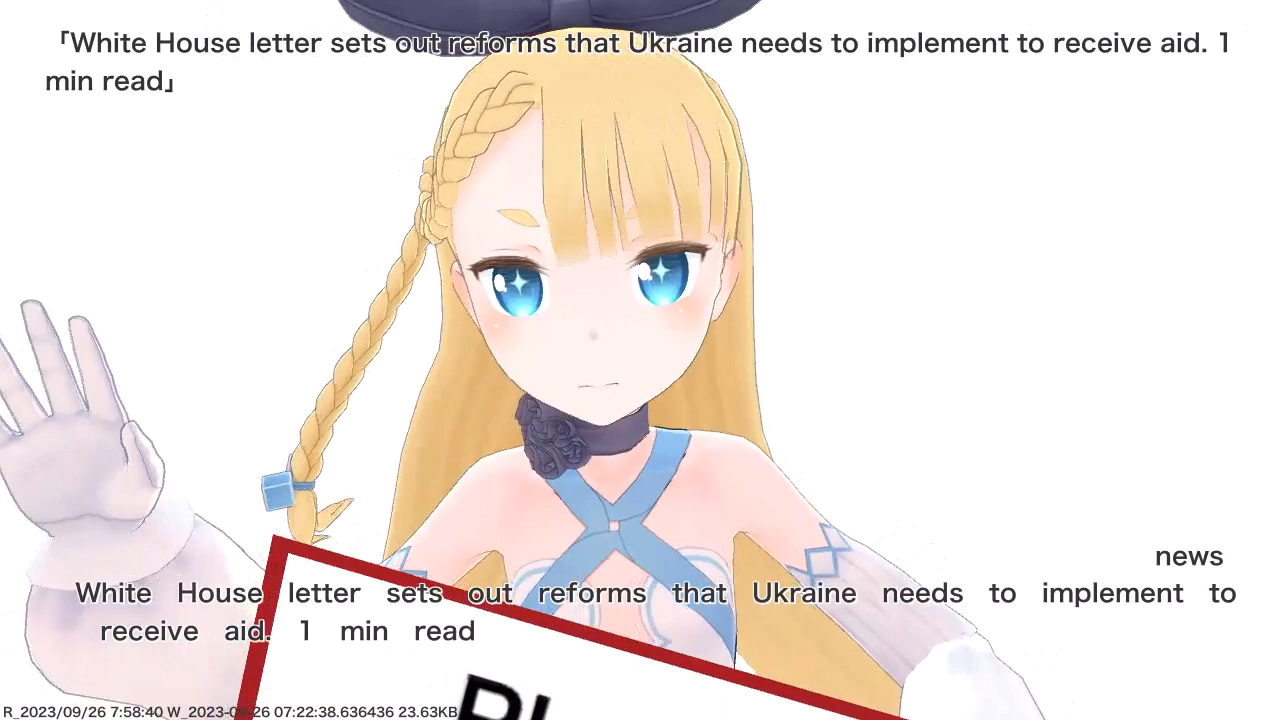 「White House letter sets out reforms that Ukraine needs to implement to receive aid. 1
min read」
news
White House letter sets out reforms that Ukraine needs to implement to
receive aid. 1 min read
R_2023/09/26 7:58:40 W_2023-09-26 07:22:38.636436 23.63KB